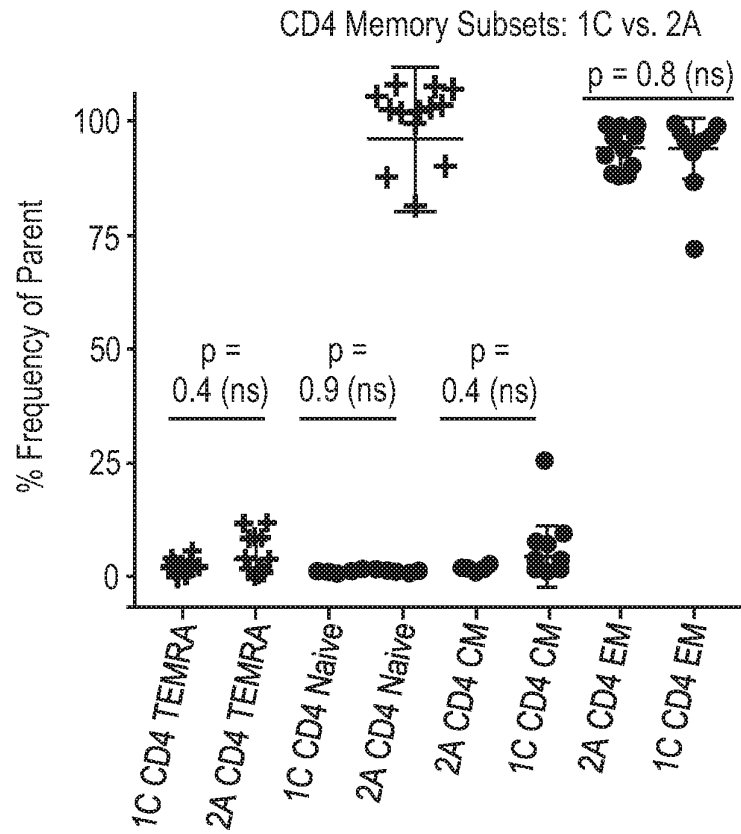 CD4 Memory Subsets: 1C vs. 2A
p = 0.8 (ns)
% Frequency of Parent
100
75
50
25
0
p =
0.4 (ns)
p =
0.9 (ns)
p =
0.4 (ns)
1C CD4 TEMRA
2A CD4 TEMRA
1C CD4 Naive
2A CD4 Naive
2A CD4 CM
1C CD4 CM
2A CD4 EM
1C CD4 EM